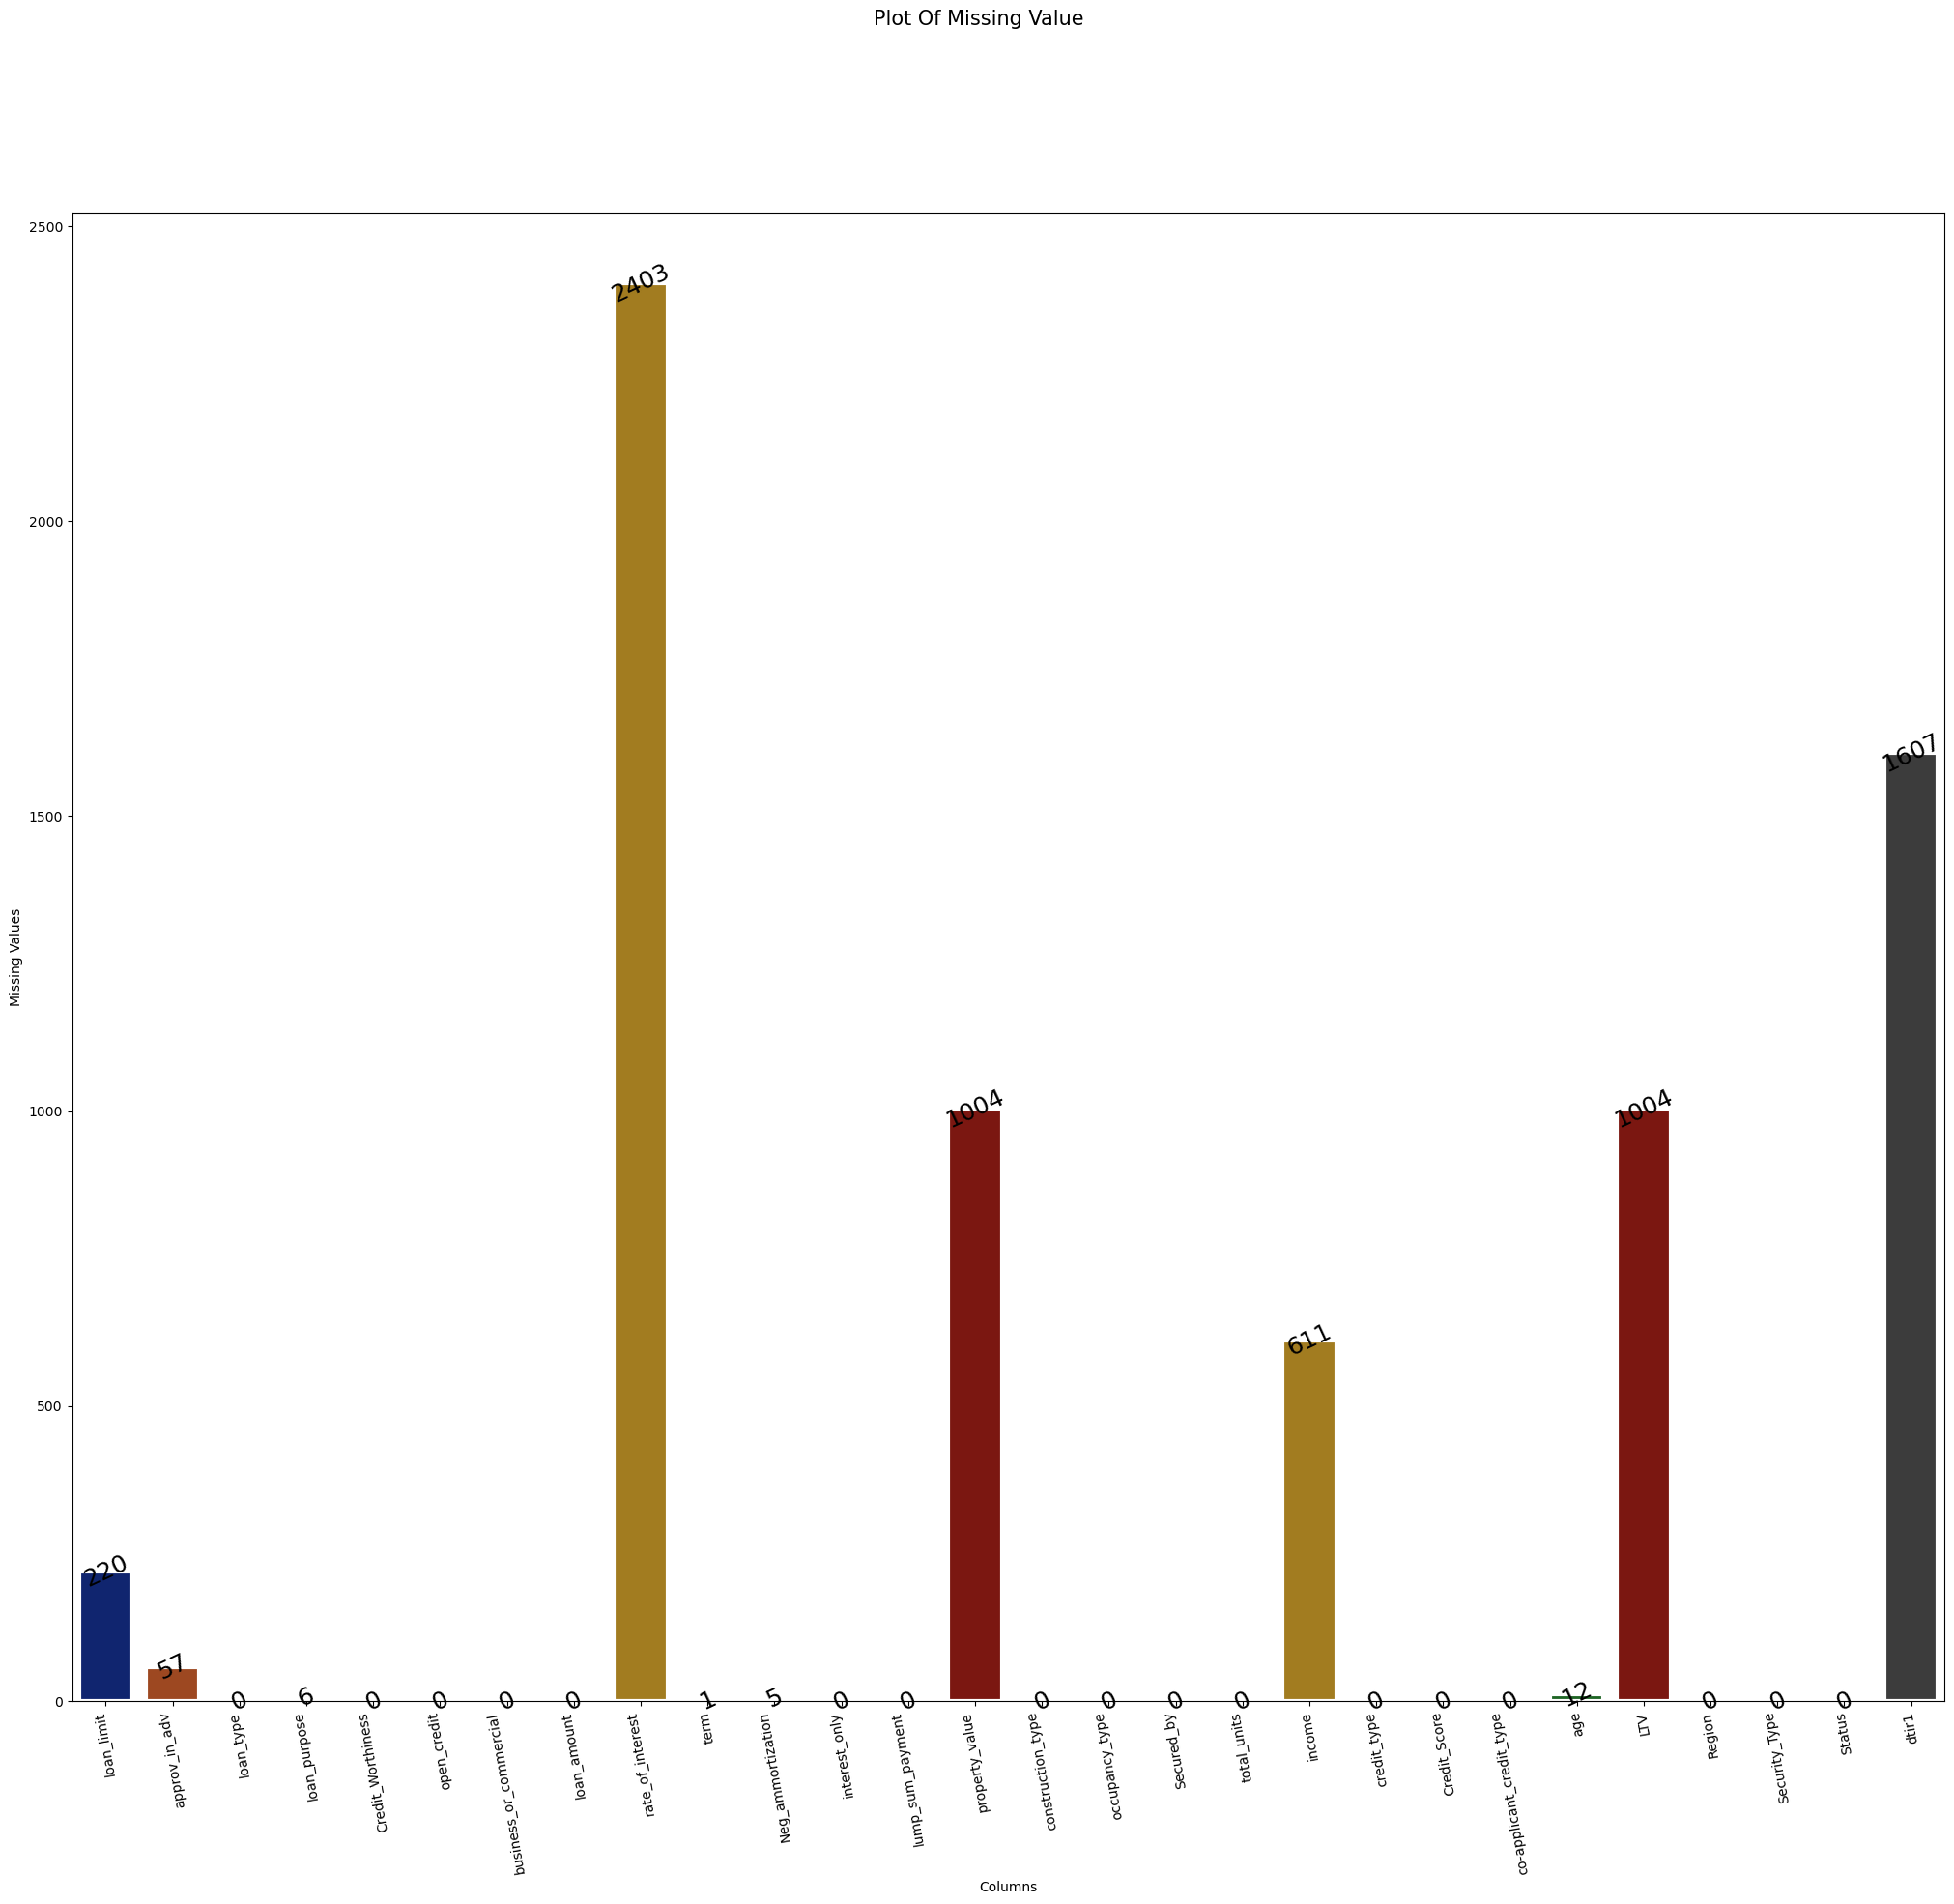 Plot Of Missing Value
2500
2000
1500
1000
500
0
Missing Values
220
57
0
6
0
0
0
0
2403
1
5
0
0
1004
0
0
0
0
611
0
0
0
12
1004
0
0
0
1607
loan_limit
approv_in_adv
loan_type
loan_purpose
Credit_Worthiness
open_credit
business_or_commercial
loan_amount
rate_of_interest
term
Neg_ammortization
interest_only
lump_sum_payment
property_value
construction_type
occupancy_type
Secured_by
total_units
income
credit_type
Credit_Score
co-applicant_credit_type
age
LTV
Region
Security_Type
Status
dtir1
Columns